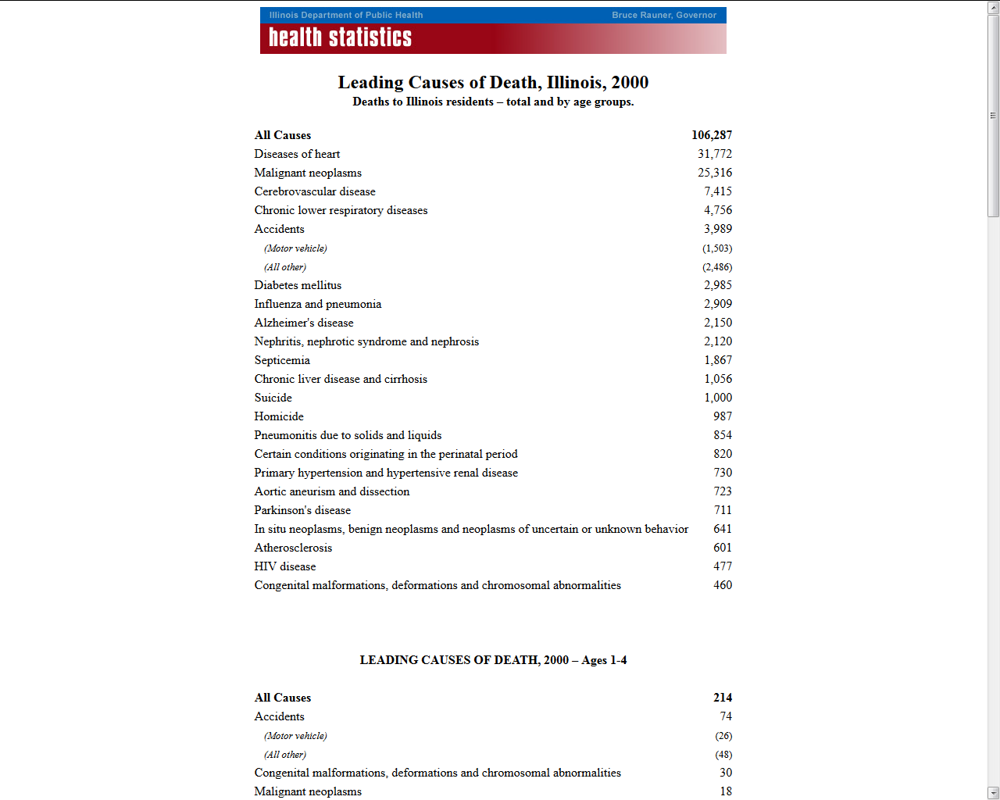 Illinois Department of Public Health Bruce Rauner, Governor
health statistics
Leading Causes of Death, Illinois, 2000
Deaths to Illinois residents – total and by age groups.
All Causes 106,287
Diseases of heart 31,772
Malignant neoplasms 25,316
Cerebrovascular disease 7,415
Chronic lower respiratory diseases 4,756
Accidents 3,989
(Motor vehicle) (1,503)
(All other) (2,486)
Diabetes mellitus 2,985
Influenza and pneumonia 2,909
Alzheimer's disease 2,150
Nephritis, nephrotic syndrome and nephrosis 2,120
Septicemia 1,867
Chronic liver disease and cirrhosis 1,056
Suicide 1,000
Homicide 987
Pneumonitis due to solids and liquids 854
Certain conditions originating in the perinatal period 820
Primary hypertension and hypertensive renal disease 730
Aortic aneurism and dissection 723
Parkinson's disease 711
In situ neoplasms, benign neoplasms and neoplasms of uncertain or unknown behavior 641
Atherosclerosis 601
HIV disease 477
Congenital malformations, deformations and chromosomal abnormalities 460
LEADING CAUSES OF DEATH, 2000 – Ages 1-4
All Causes 214
Accidents 74
(Motor vehicle) (26)
(All other) (48)
Congenital malformations, deformations and chromosomal abnormalities 30
Malignant neoplasms 18